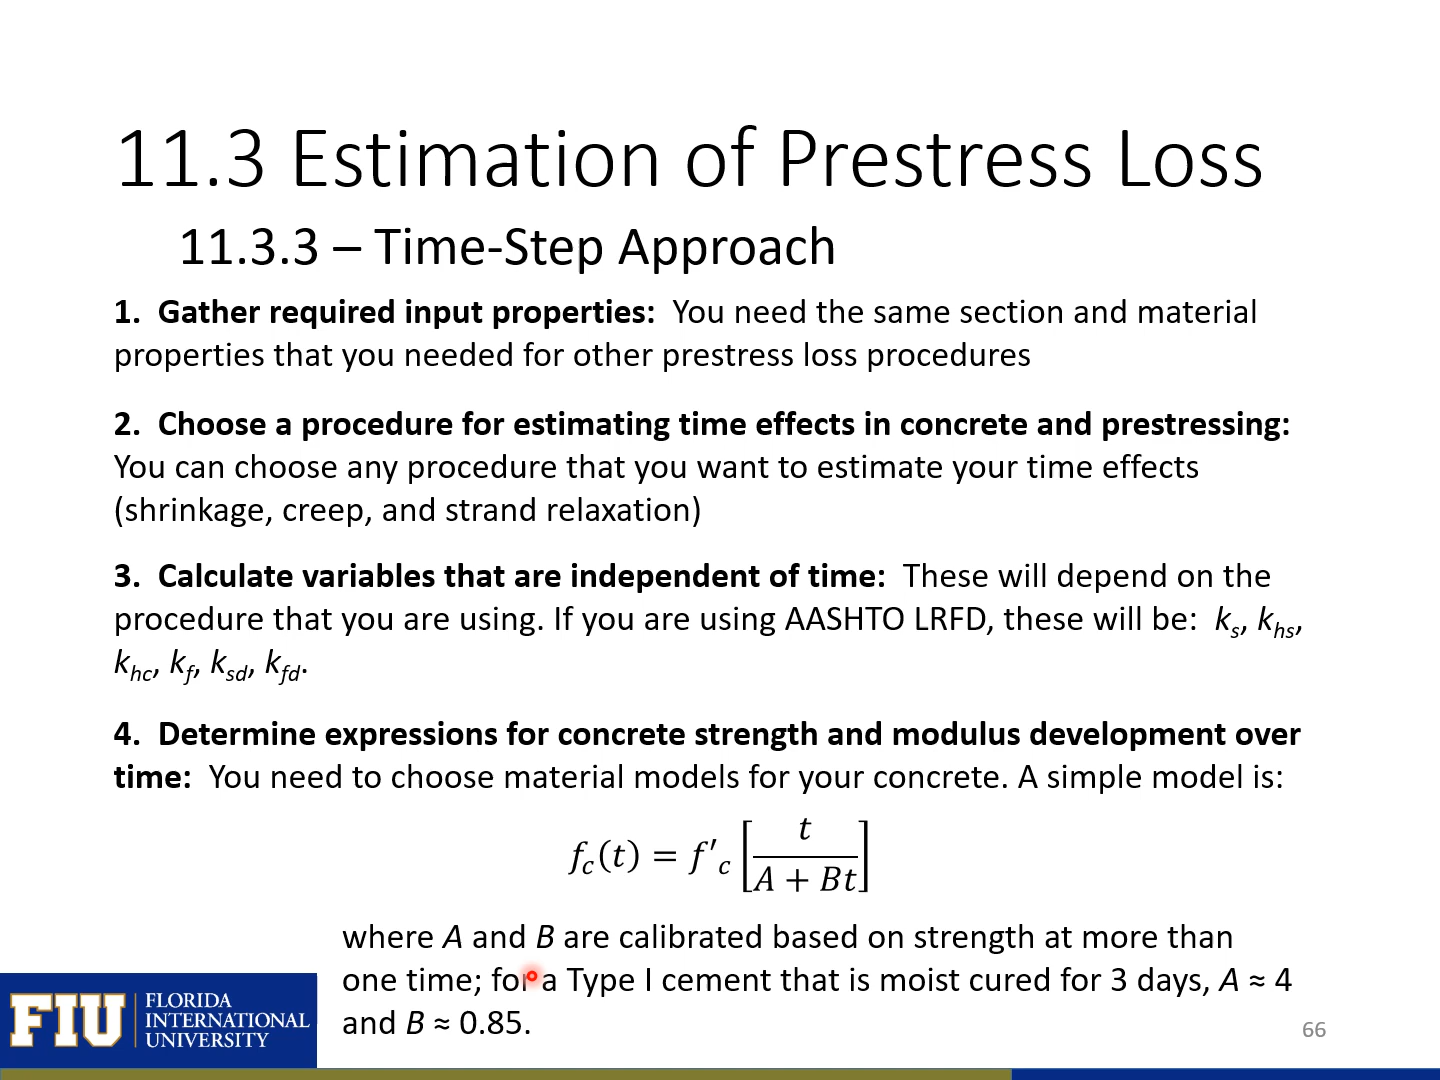 11.3 Estimation of Prestress Loss
11.3.3 – Time-Step Approach
1. Gather required input properties: You need the same section and material
properties that you needed for other prestress loss procedures
2. Choose a procedure for estimating time effects in concrete and prestressing:
You can choose any procedure that you want to estimate your time effects
(shrinkage, creep, and strand relaxation)
3. Calculate variables that are independent of time: These will depend on the
procedure that you are using. If you are using AASHTO LRFD, these will be: k_s, k_hs,
k_hc, k_f, k_sd, k_fd.
4. Determine expressions for concrete strength and modulus development over
time: You need to choose material models for your concrete. A simple model is:
f_c(t) = f'_c [t / (A + Bt)]
where A and B are calibrated based on strength at more than
one time; for a Type I cement that is moist cured for 3 days, A ≈ 4
and B ≈ 0.85.
FIU
FLORIDA
INTERNATIONAL
UNIVERSITY
66